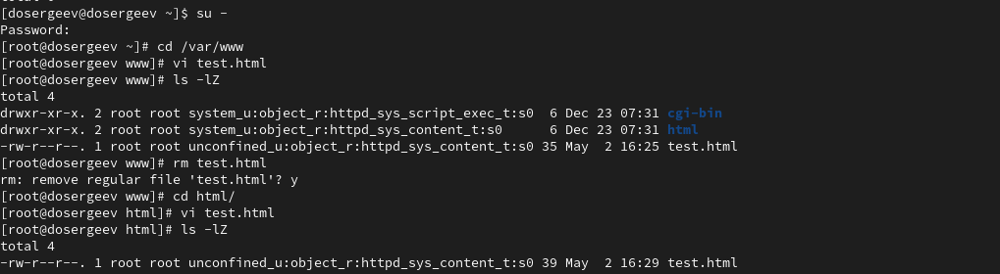 [dosergeev@dosergeev ~]$ su -
Password:
[root@dosergeev ~]# cd /var/www
[root@dosergeev www]# vi test.html
[root@dosergeev www]# ls -lZ
total 4
drwxr-xr-x. 2 root root system_u:object_r:httpd_sys_script_exec_t:s0  6 Dec 23 07:31 cgi-bin
drwxr-xr-x. 2 root root system_u:object_r:httpd_sys_content_t:s0      6 Dec 23 07:31 html
-rw-r--r--. 1 root root unconfined_u:object_r:httpd_sys_content_t:s0 35 May  2 16:25 test.html
[root@dosergeev www]# rm test.html
rm: remove regular file 'test.html'? y
[root@dosergeev www]# cd html/
[root@dosergeev html]# vi test.html
[root@dosergeev html]# ls -lZ
total 4
-rw-r--r--. 1 root root unconfined_u:object_r:httpd_sys_content_t:s0 39 May  2 16:29 test.html